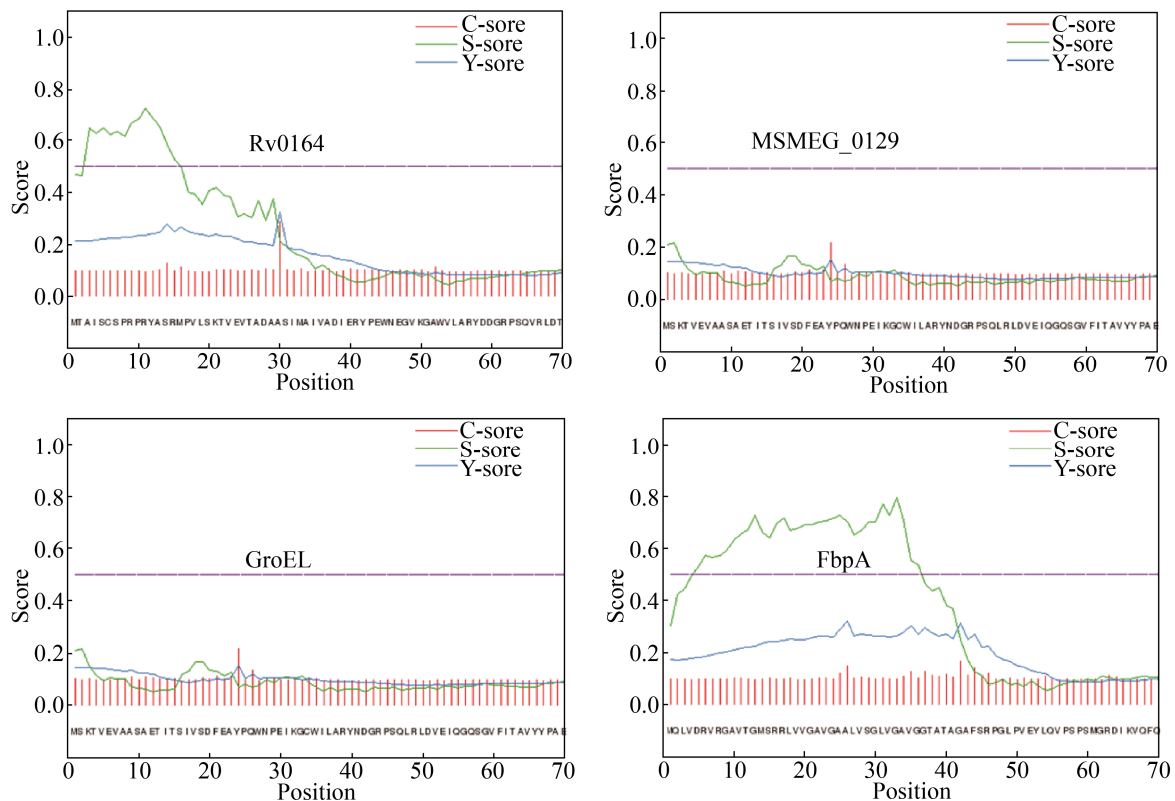 C-sore
S-sore
Y-sore
Rv0164
Score
1.0
0.8
0.6
0.4
0.2
0.0
MTAISCSPRPRYASRMPVLSKTVEVTADAASIMAIVADIERYPEWNEGVKGAWVLARYDDGRPSQVRLDT
0 10 20 30 40 50 60 70
Position
C-sore
S-sore
Y-sore
MSMEG_0129
Score
1.0
0.8
0.6
0.4
0.2
0.0
MSKTVEVAASAETITSIVSDFEAYPQWNPEIKGCWILARYNDGRPSQLRLDVEIQGQSGVFITAVYYPAE
0 10 20 30 40 50 60 70
Position
C-sore
S-sore
Y-sore
GroEL
Score
1.0
0.8
0.6
0.4
0.2
0.0
MSKTVEVAASAETITSIVSDFEAYPQWNPEIKGCWILARYNDGRPSQLRLDVEIQGQSGVFITAVYYPAE
0 10 20 30 40 50 60 70
Position
C-sore
S-sore
Y-sore
FbpA
Score
1.0
0.8
0.6
0.4
0.2
0.0
MQLVDRVRGAVTGMSRRLVVGAVGAALVSGLVGAVGGTATAGAFSRPGLPVEYLQVPSPSMGRDIKVQFQ
0 10 20 30 40 50 60 70
Position